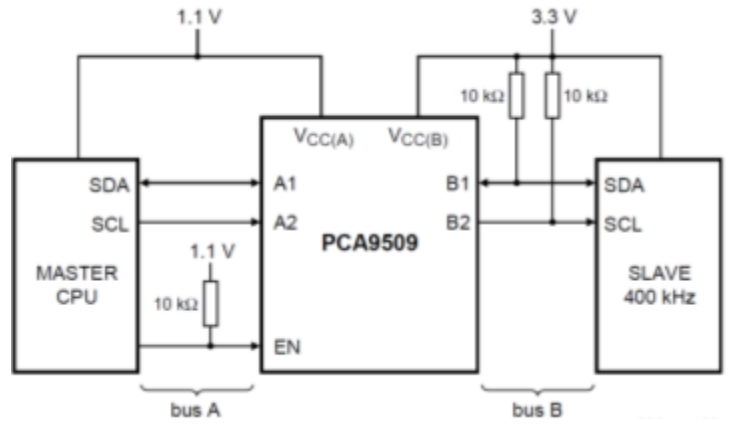 1.1 V
3.3 V
10 kΩ
10 kΩ
VCC(A)
VCC(B)
SDA
A1
B1
SDA
SCL
A2
B2
SCL
PCA9509
1.1 V
MASTER
CPU
SLAVE
400 kHz
10 kΩ
EN
bus A
bus B